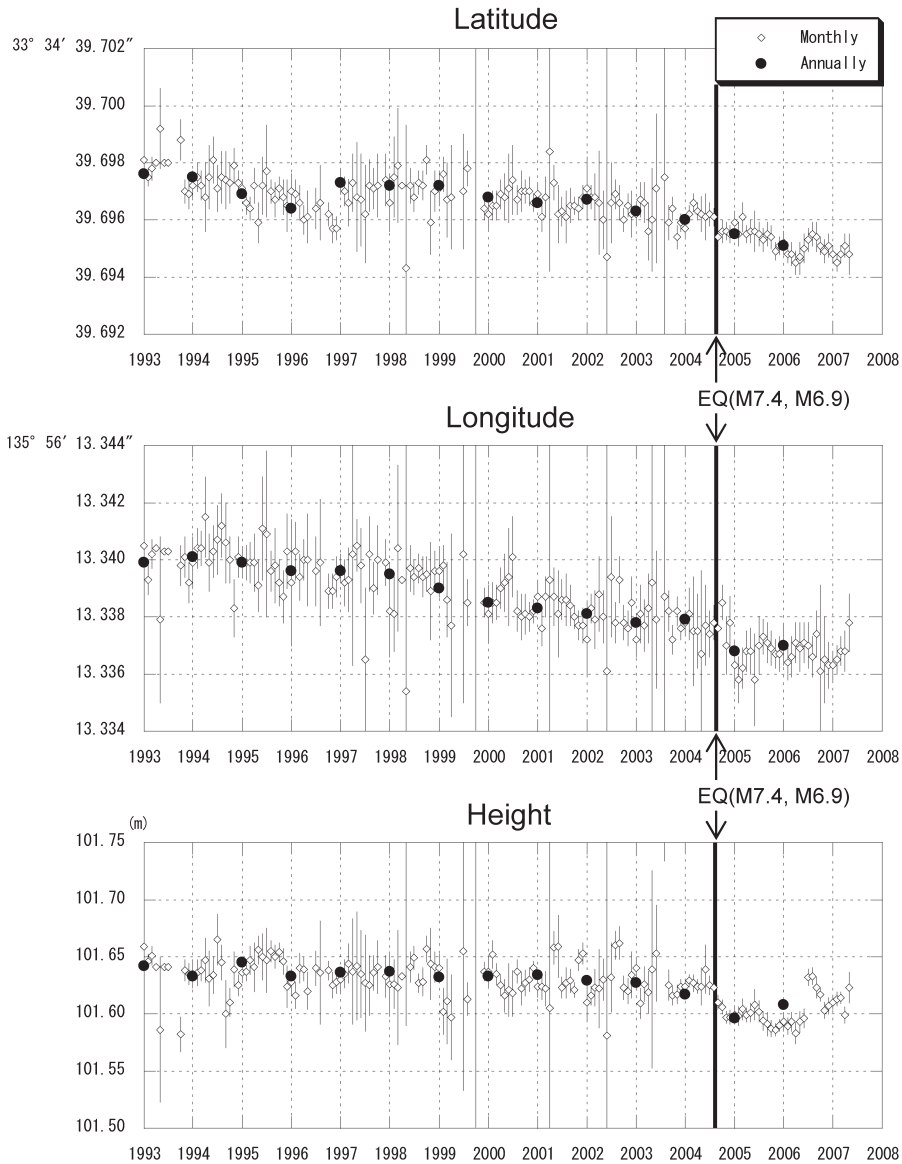 Latitude
Monthly
Annually
33° 34′ 39.702″
39.700
39.698
39.696
39.694
39.692
1993 1994 1995 1996 1997 1998 1999 2000 2001 2002 2003 2004 2005 2006 2007 2008
EQ(M7.4, M6.9)
Longitude
135° 56′ 13.344″
13.342
13.340
13.338
13.336
13.334
1993 1994 1995 1996 1997 1998 1999 2000 2001 2002 2003 2004 2005 2006 2007 2008
EQ(M7.4, M6.9)
Height
(m)
101.75
101.70
101.65
101.60
101.55
101.50
1993 1994 1995 1996 1997 1998 1999 2000 2001 2002 2003 2004 2005 2006 2007 2008